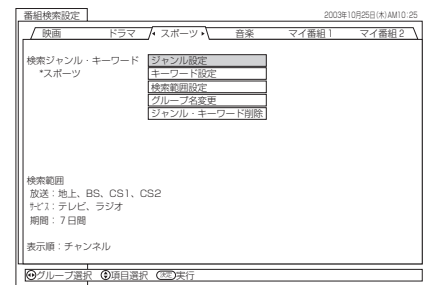 番組検索設定 2003年10月25日(木)AM10:25
映画 ドラマ スポーツ 音楽 マイ番組1 マイ番組2
検索ジャンル・キーワード ジャンル設定
*スポーツ キーワード設定
検索範囲設定
グループ名変更
ジャンル・キーワード削除
検索範囲
放送：地上、BS、CS1、CS2
サービス：テレビ、ラジオ
期間：7日間
表示順：チャンネル
グループ選択 項目選択 決定実行